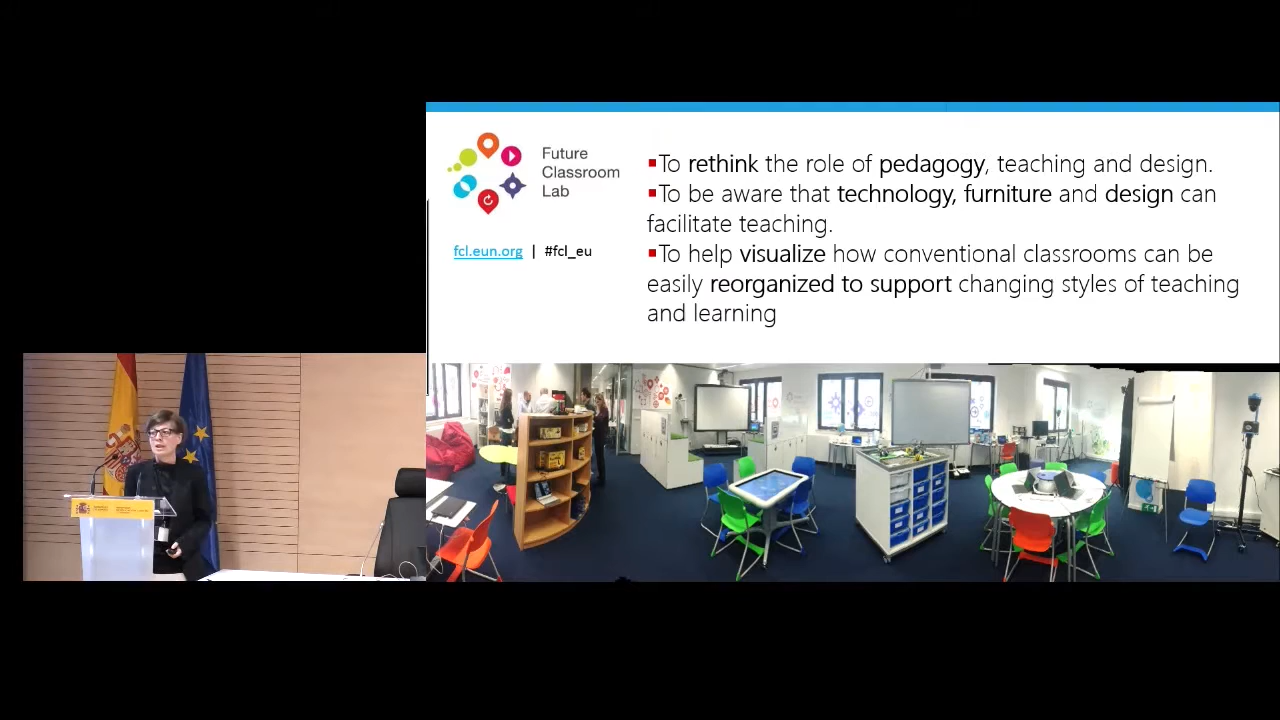 Future
Classroom
Lab
fcl.eun.org | #fcl_eu
▪To rethink the role of pedagogy, teaching and design.
▪To be aware that technology, furniture and design can
facilitate teaching.
▪To help visualize how conventional classrooms can be
easily reorganized to support changing styles of teaching
and learning